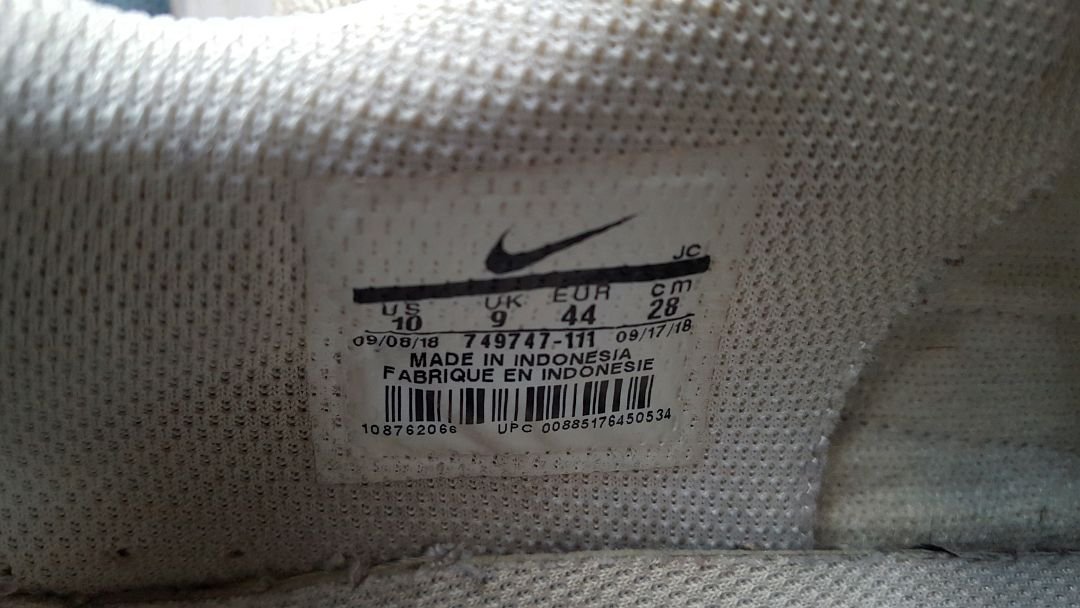 JC
US UK EUR cm
10 9 44 28
09/08/18 749747-111 09/17/18
MADE IN INDONESIA
FABRIQUE EN INDONESIE
108762066 UPC 00885176450534